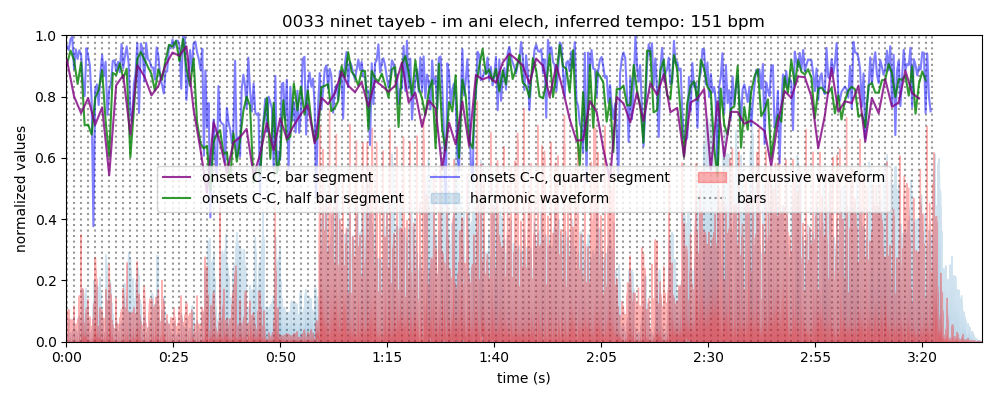 0033 ninet tayeb - im ani elech, inferred tempo: 151 bpm
1.0
0.8
0.6
0.4
0.2
0.0
normalized values
onsets C-C, bar segment
onsets C-C, half bar segment
onsets C-C, quarter segment
harmonic waveform
percussive waveform
bars
0:00 0:25 0:50 1:15 1:40 2:05 2:30 2:55 3:20
time (s)